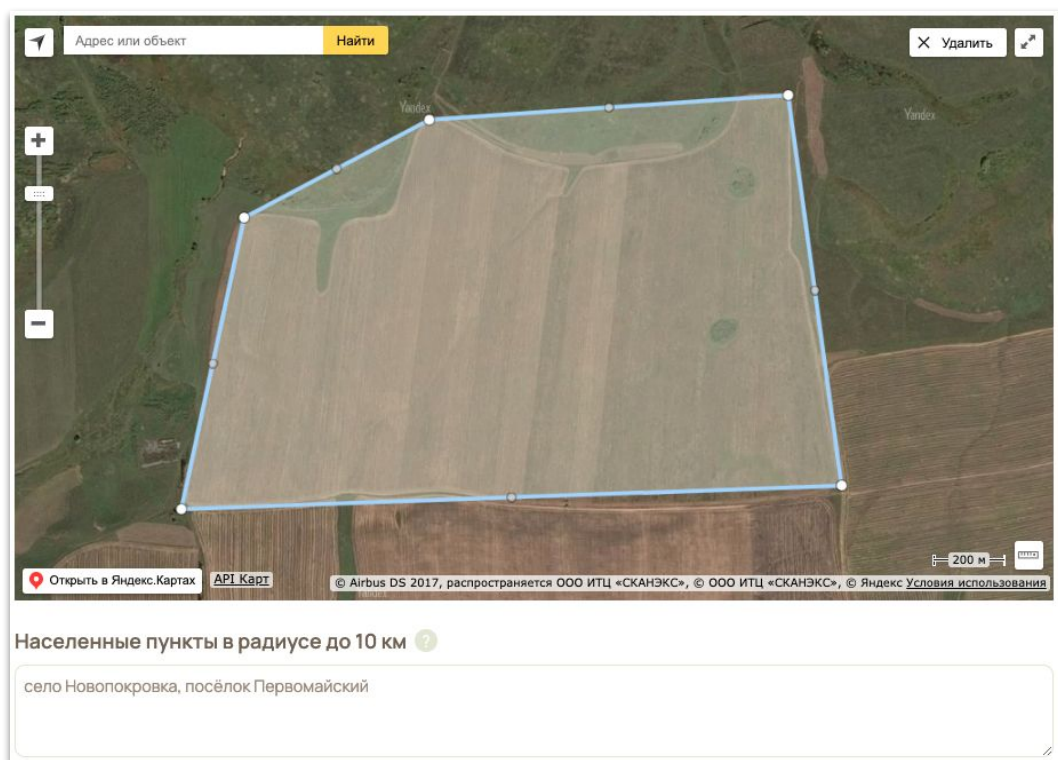 Адрес или объект
Найти
Удалить
Yandex
Yandex
200 м
Открыть в Яндекс.Картах
API Карт
© Airbus DS 2017, распространяется ООО ИТЦ «СКАНЭКС», © ООО ИТЦ «СКАНЭКС», © Яндекс Условия использования
Yandex
Населенные пункты в радиусе до 10 км ?
село Новопокровка, посёлок Первомайский